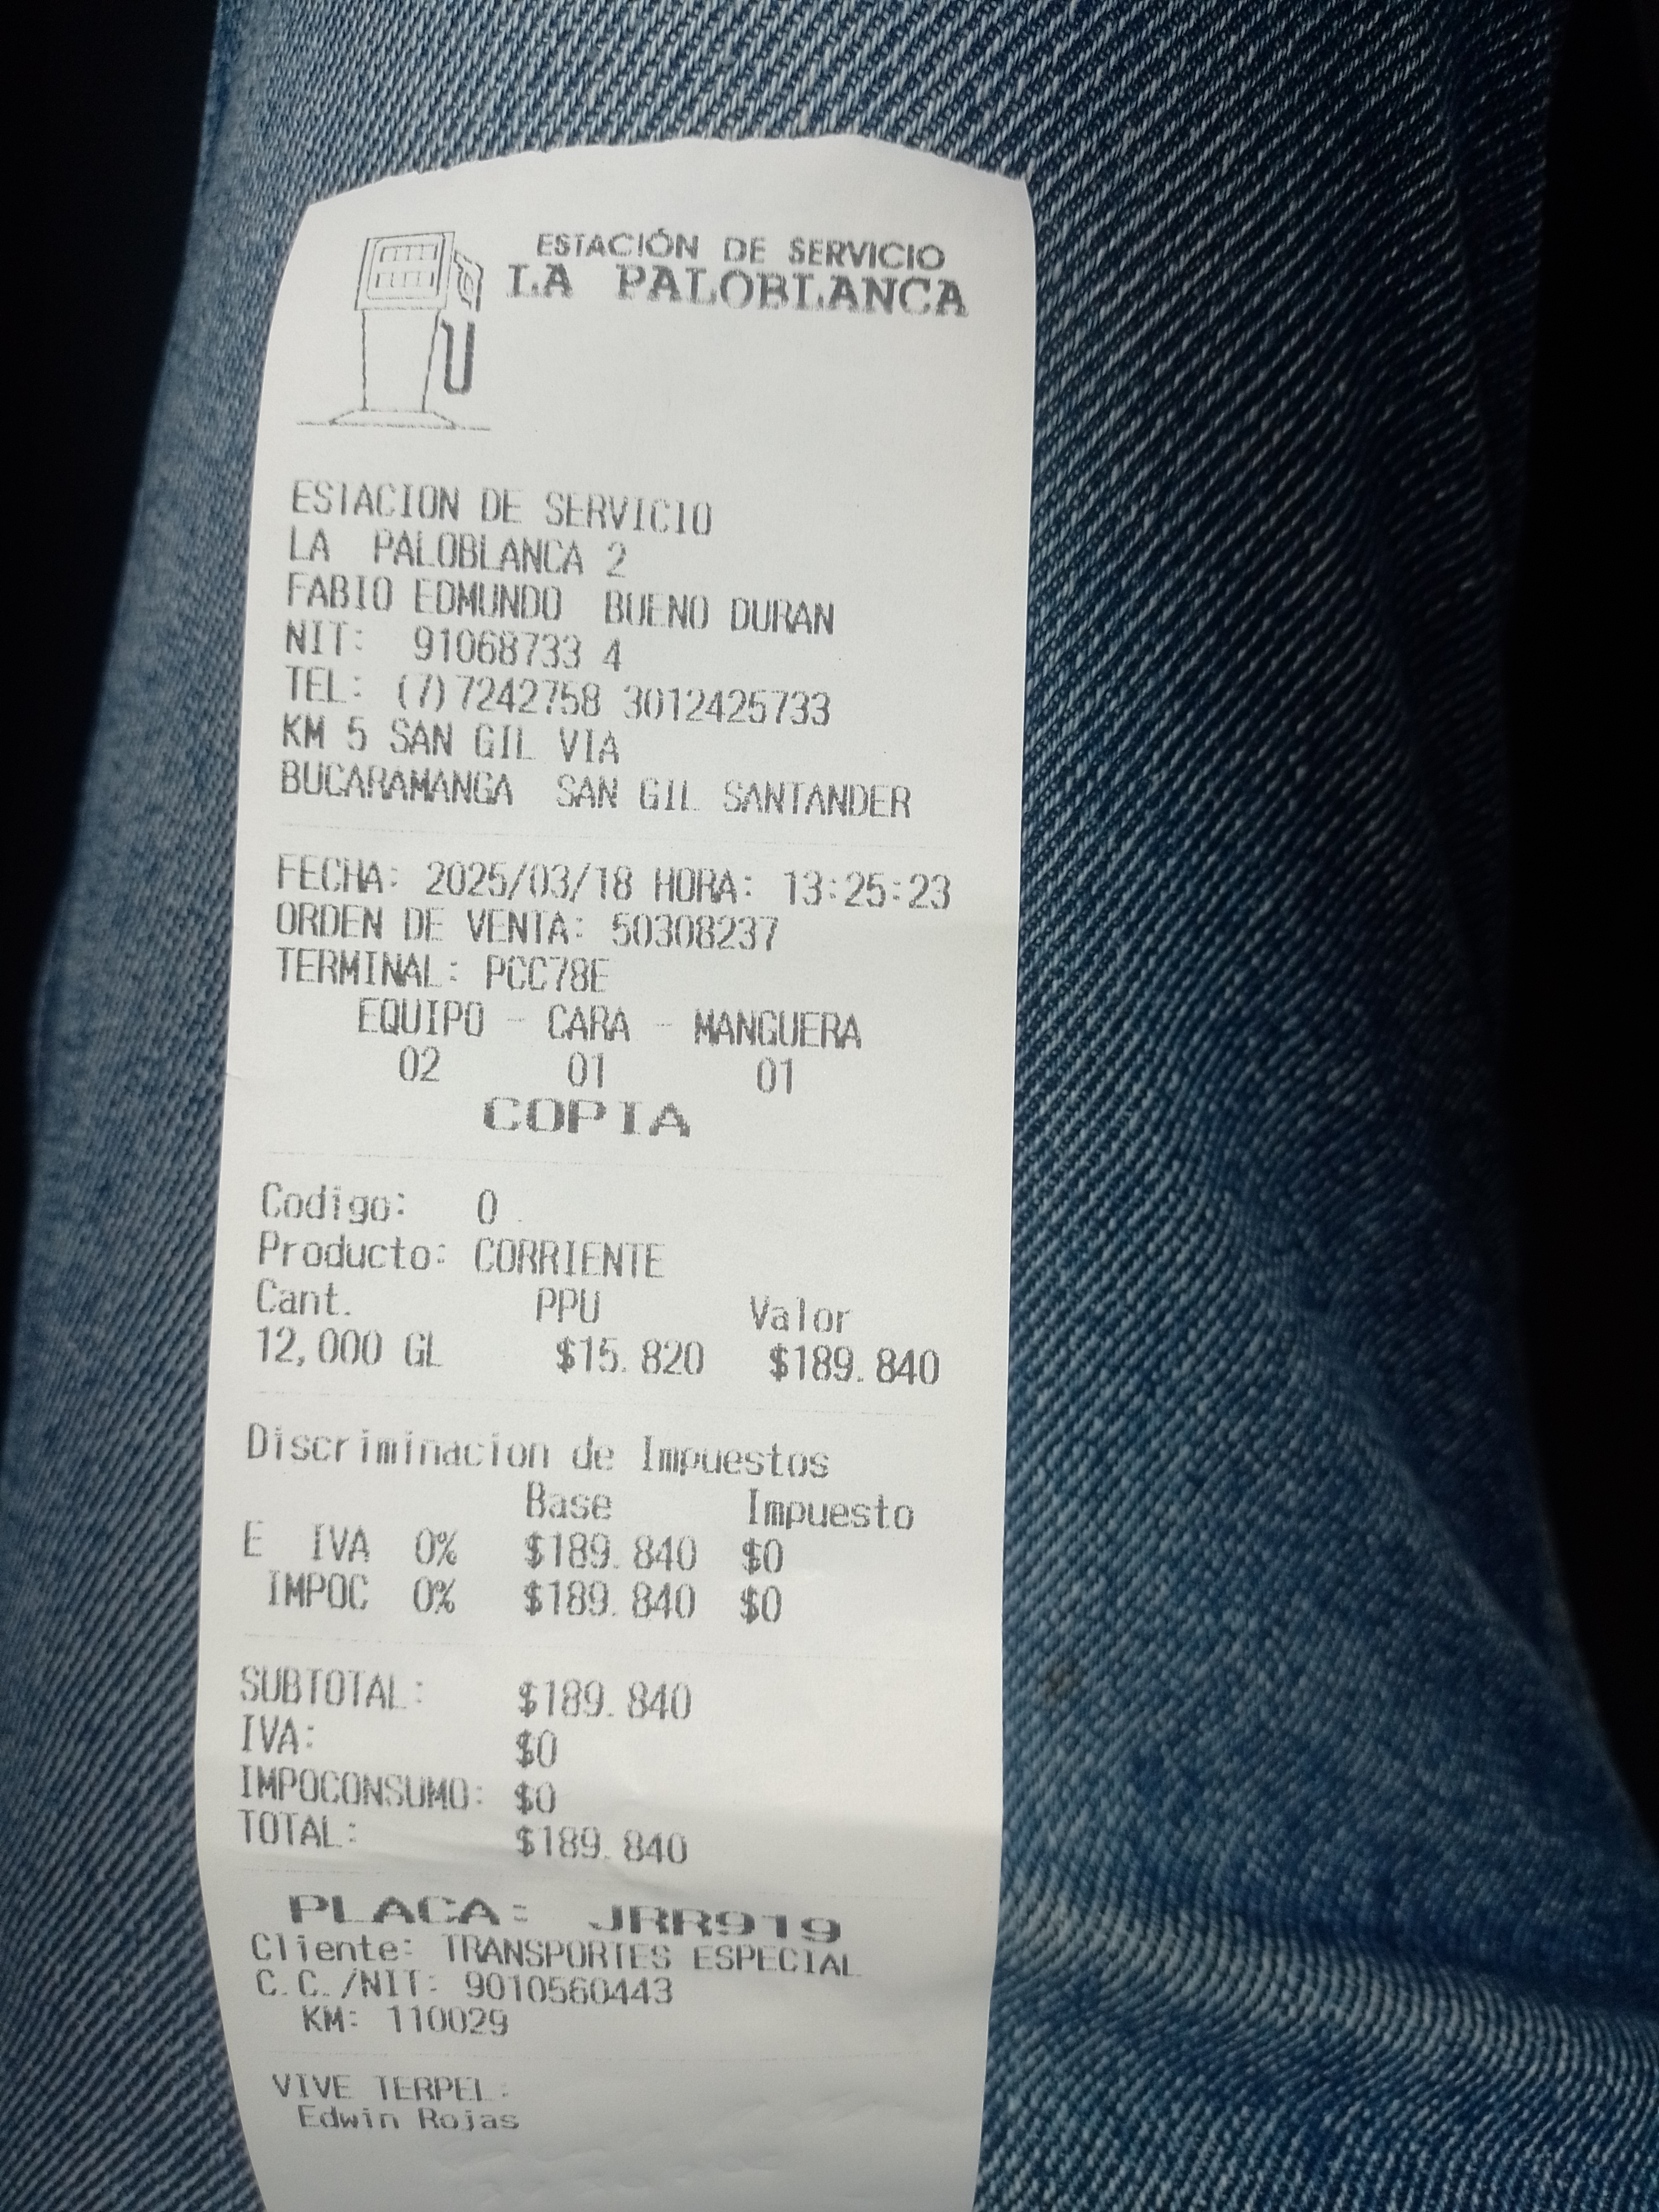 ESTACIÓN DE SERVICIO
LA PALOBLANCA
ESTACION DE SERVICIO
LA PALOBLANCA 2
FABIO EDMUNDO BUENO DURAN
NIT: 91068733 4
TEL: (7)7242758 3012425733
KM 5 SAN GIL VIA
BUCARAMANGA SAN GIL SANTANDER
FECHA: 2025/03/18 HORA: 13:25:23
ORDEN DE VENTA: 50308237
TERMINAL: PCC78E
EQUIPO - CARA - MANGUERA
02 01 01
COPIA
Codigo: 0
Producto: CORRIENTE
Cant. PPU Valor
12,000 GL $15.820 $189.840
Discriminacion de Impuestos
Base Impuesto
E IVA 0% $189.840 $0
IMPOC 0% $189.840 $0
SUBTOTAL: $189.840
IVA: $0
IMPOCONSUMO: $0
TOTAL: $189.840
PLACA: JRR919
Cliente: TRANSPORTES ESPECIAL
C.C./NIT: 9010560443
KM: 110029
VIVE TERPEL:
Edwin Rojas